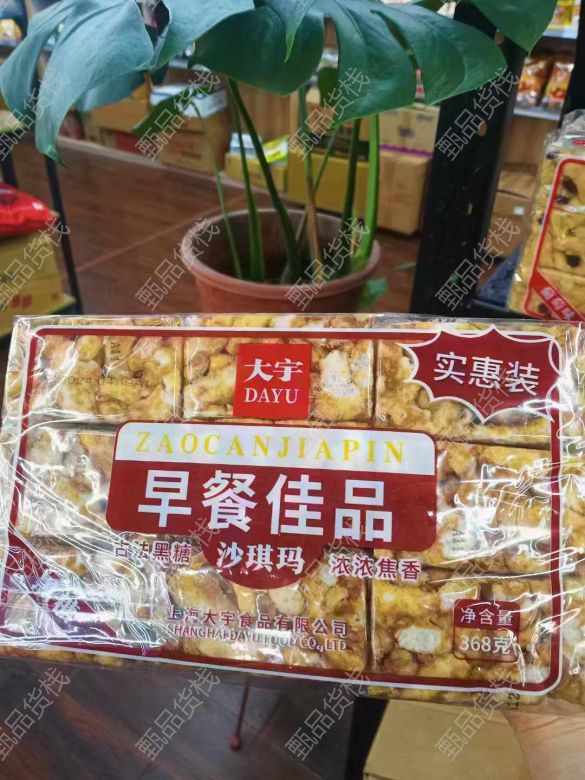 大宇
DAYU
实惠装
ZAOCANJIAPIN
早餐佳品
古法黑糖
沙琪玛
浓浓焦香
上海大宇食品有限公司
SHANGHAI DAYU FOOD CO.,LTD
净含量
368克
甄品货栈